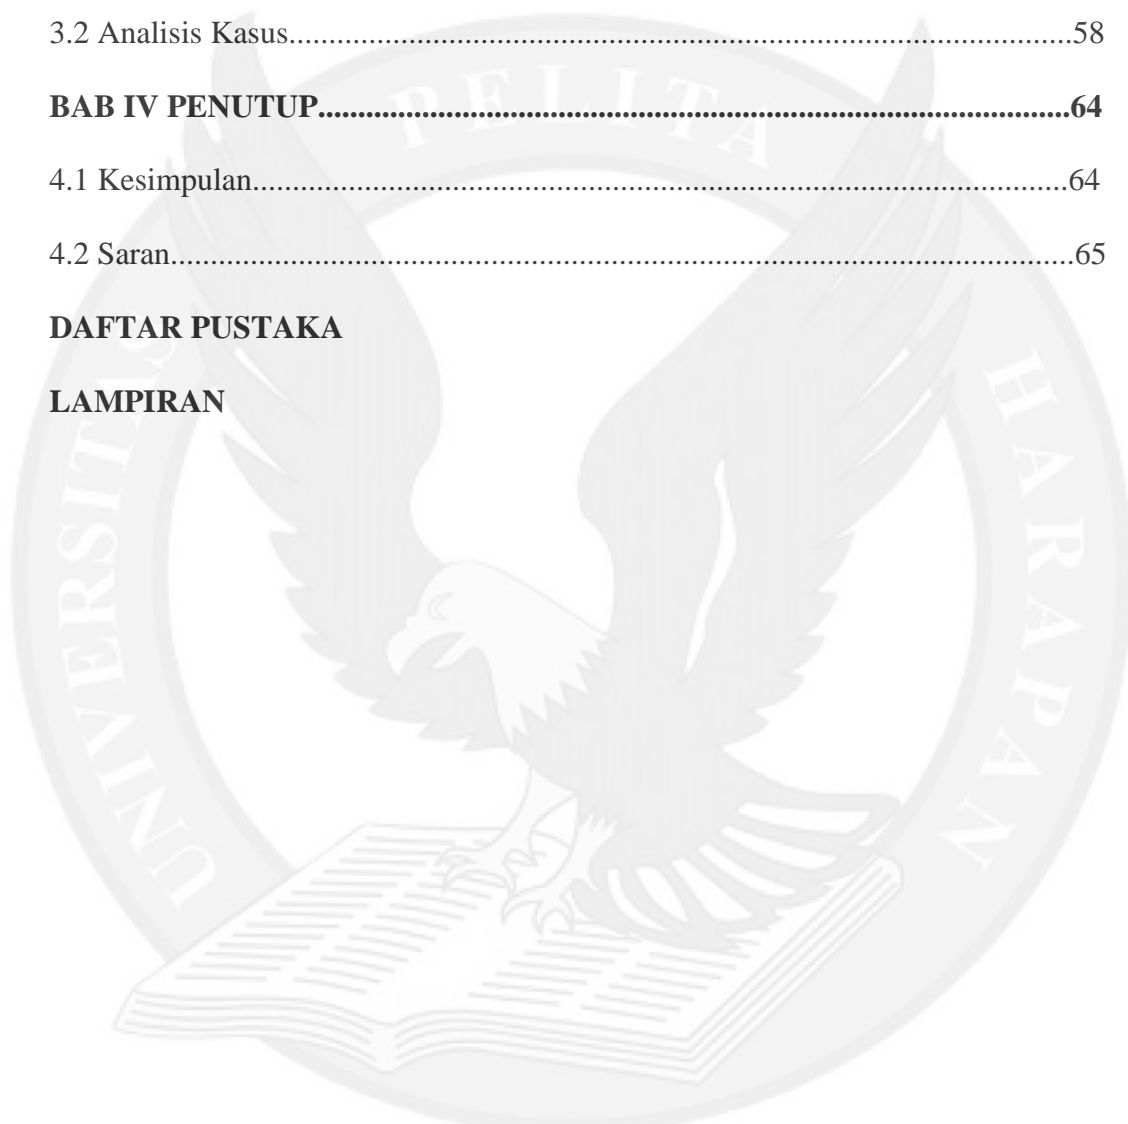 3.2 Analisis Kasus..................................................................................................58
BAB IV PENUTUP..............................................................................................64
4.1 Kesimpulan......................................................................................................64
4.2 Saran.................................................................................................................65
DAFTAR PUSTAKA
LAMPIRAN
UNIVERSITAS PELITA HARAPAN